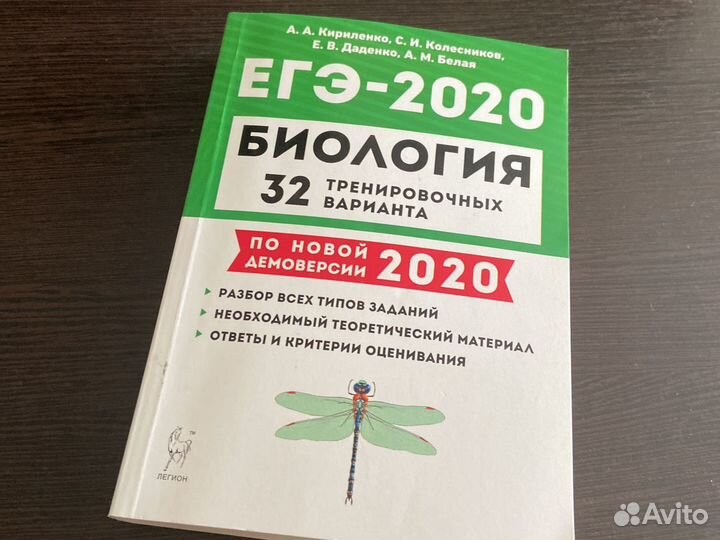 А. А. Кириленко, С. И. Колесников,
Е. В. Даденко, А. М. Белая
ЕГЭ-2020
БИОЛОГИЯ
32 ТРЕНИРОВОЧНЫХ
ВАРИАНТА
ПО НОВОЙ
ДЕМОВЕРСИИ 2020
РАЗБОР ВСЕХ ТИПОВ ЗАДАНИЙ
НЕОБХОДИМЫЙ ТЕОРЕТИЧЕСКИЙ МАТЕРИАЛ
ОТВЕТЫ И КРИТЕРИИ ОЦЕНИВАНИЯ
TM
ЛЕГИОН
Avito